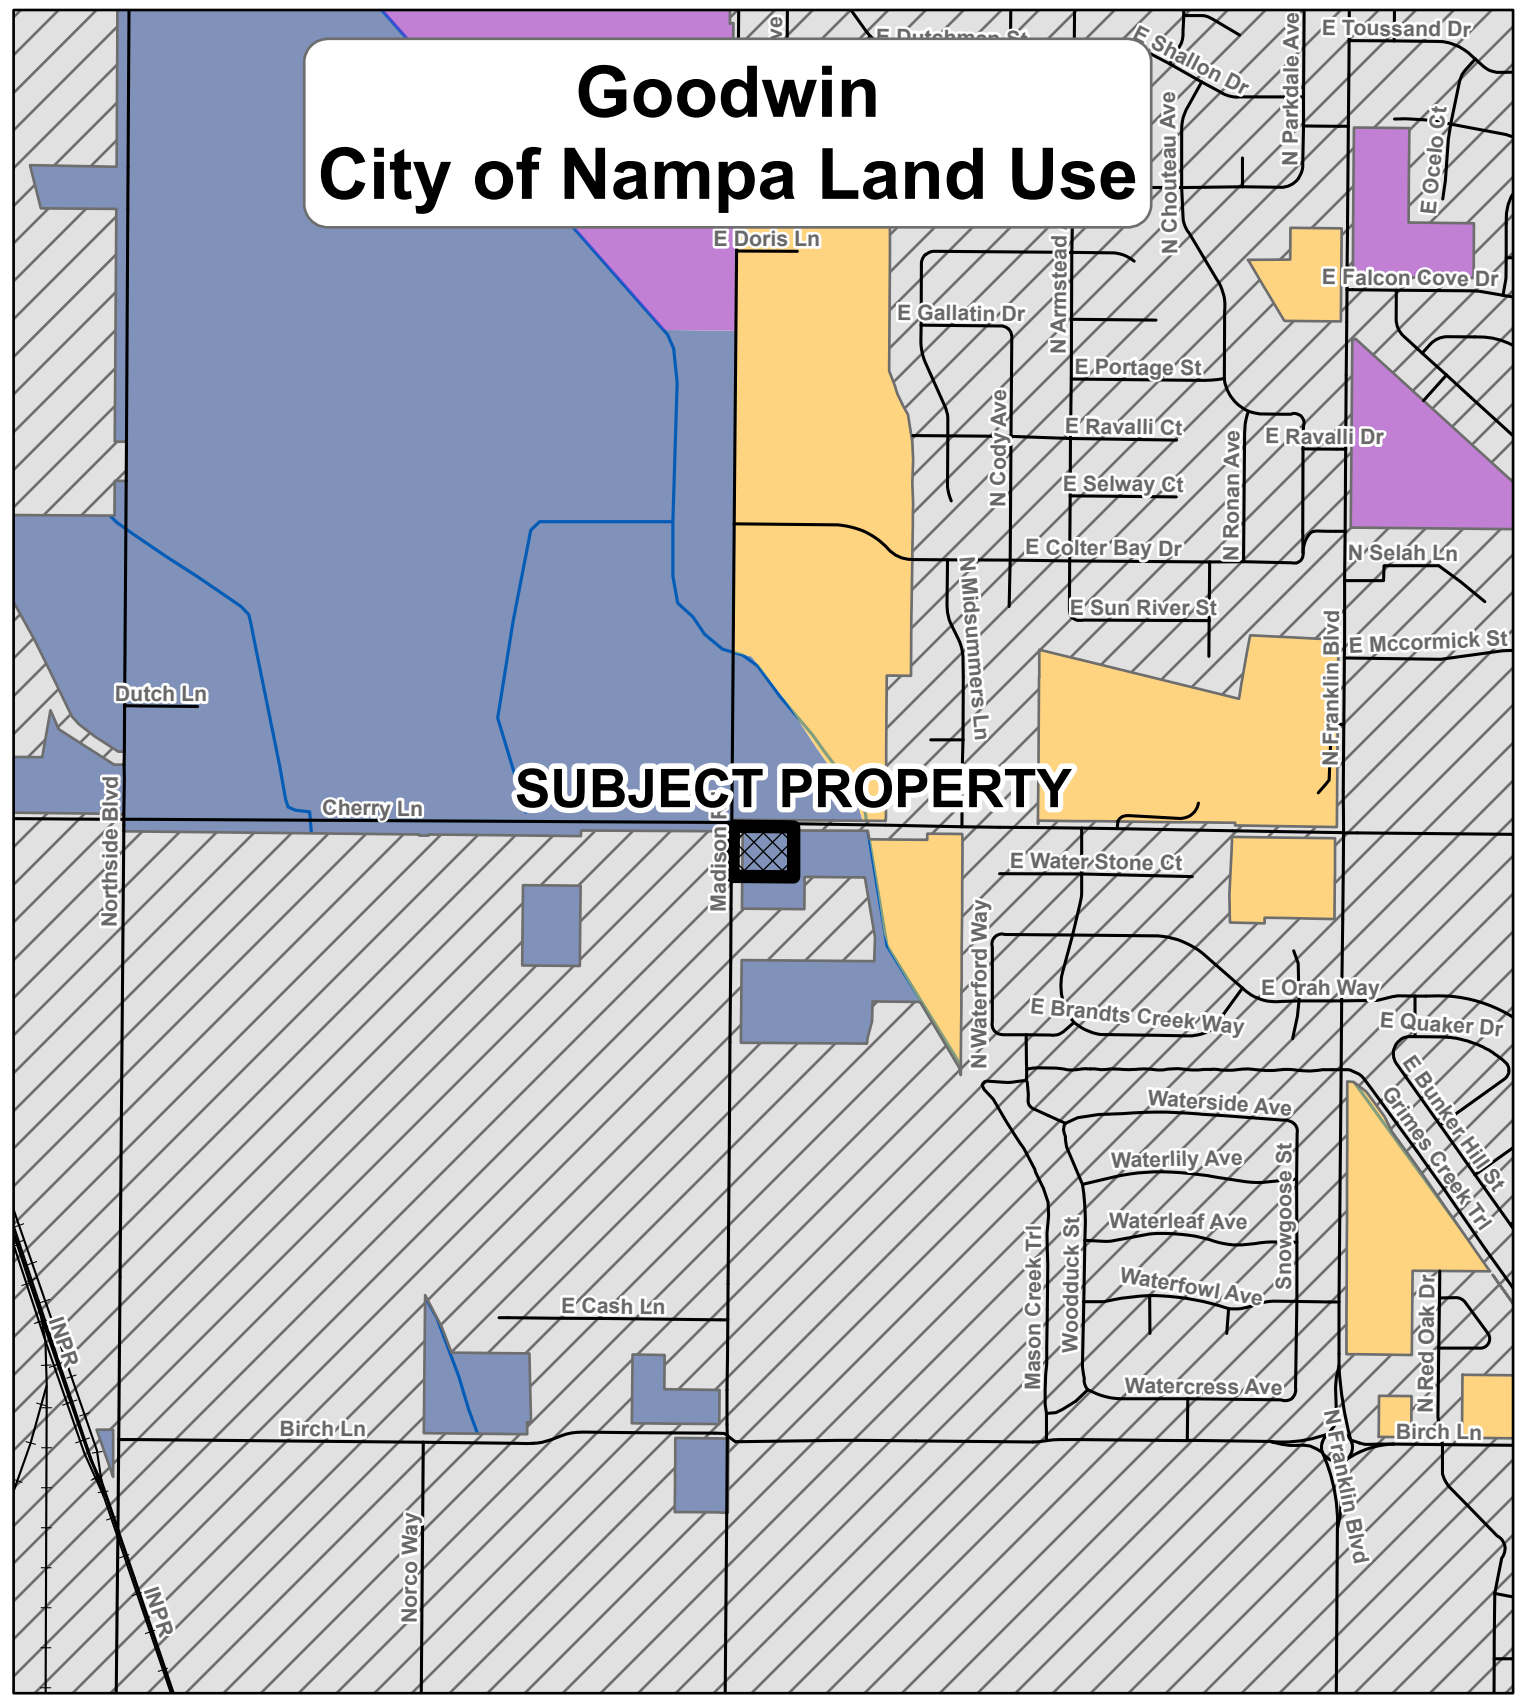 Goodwin
City of Nampa Land Use
E Toussand Dr
E Dutchman St
E Shallon Dr
N Parkdale Ave
N Chouteau Ave
E Ocelo Ct
E Doris Ln
N Armstead
E Falcon Cove Dr
E Gallatin Dr
E Portage St
N Cody Ave
E Ravalli Ct
E Ravalli Dr
N Ronan Ave
E Selway Ct
E Colter Bay Dr
N Selah Ln
N Midsummers Ln
E Sun River St
N Franklin Blvd
E Mccormick St
Dutch Ln
SUBJECT PROPERTY
Northside Blvd
Cherry Ln
Madison
E Water Stone Ct
N Waterford Way
E Orah Way
E Brandts Creek Way
E Quaker Dr
E Bunker Hill St
Grimes Creek Trl
Waterside Ave
Waterlily Ave
Snowgoose St
Waterleaf Ave
Mason Creek Trl
Woodduck St
Waterfowl Ave
N Red Oak Dr
E Cash Ln
INPR
Watercress Ave
Birch Ln
Birch Ln
N Franklin Blvd
Norco Way
INPR